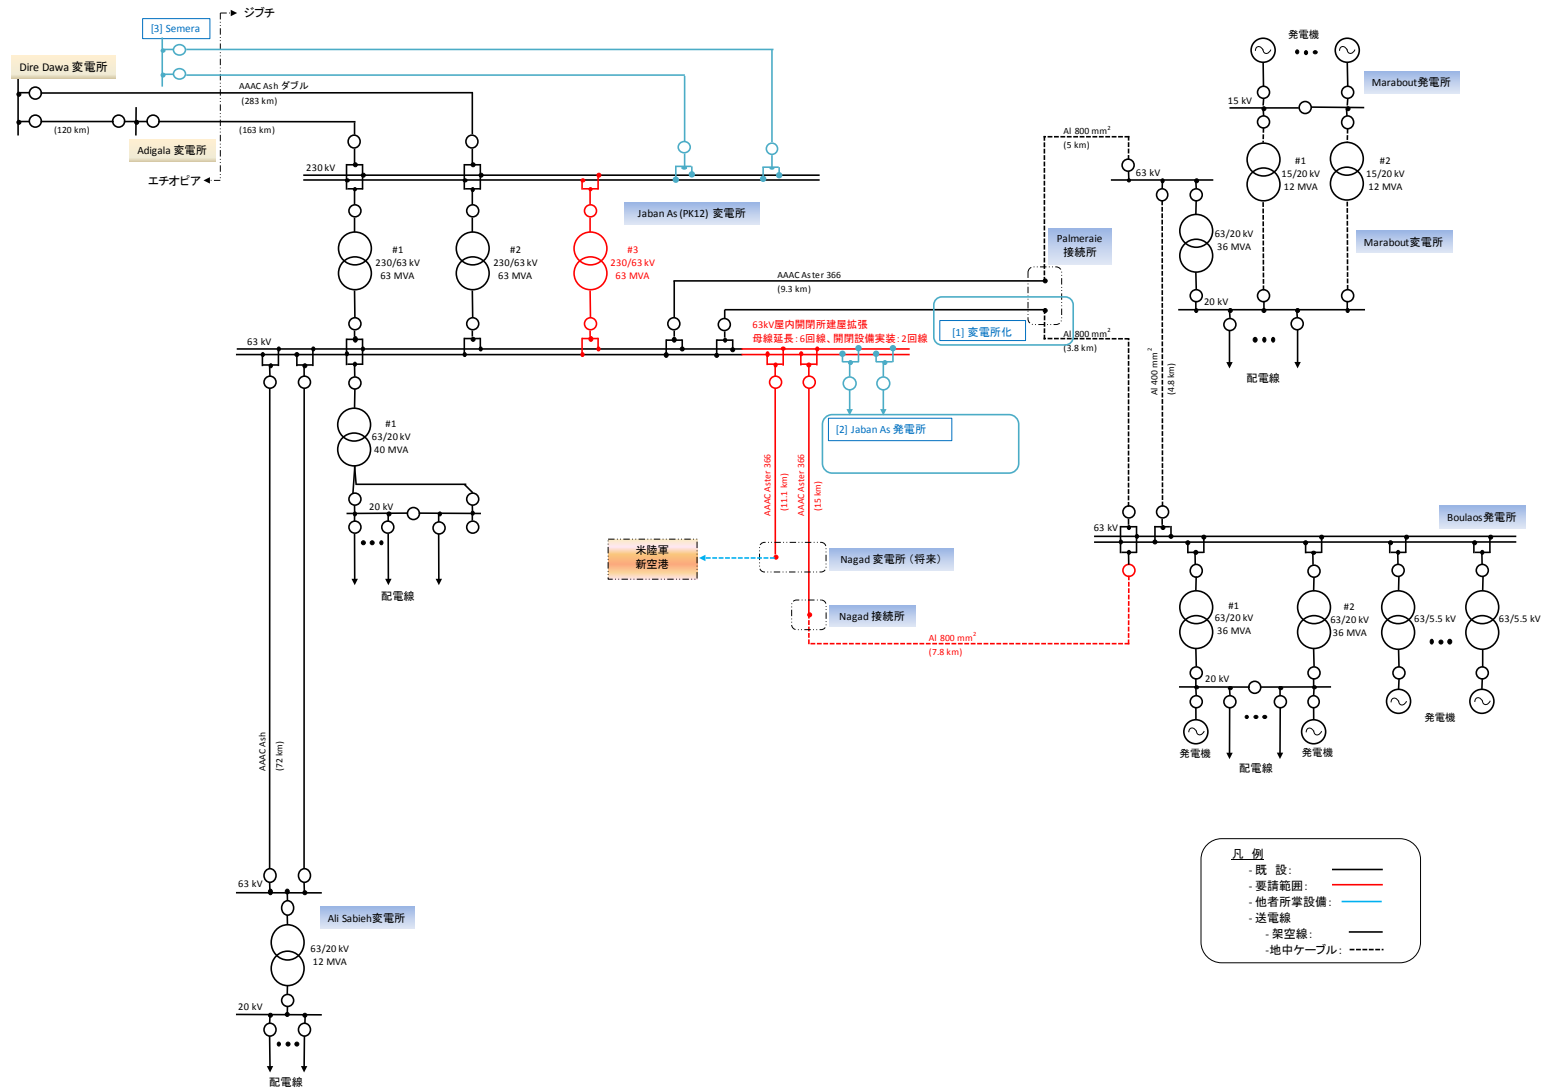 ジブチ
[3] Semera
Dire Dawa 変電所
AAAC Ash ダブル
(283 km)
(120 km)
(163 km)
Adigala 変電所
エチオピア
230 kV
Jaban As (PK12) 変電所
#1
230/63 kV
63 MVA
#2
230/63 kV
63 MVA
#3
230/63 kV
63 MVA
発電機
Marabout発電所
15 kV
#1
15/20 kV
12 MVA
#2
15/20 kV
12 MVA
Al 800 mm²
(5 km)
63 kV
63/20 kV
36 MVA
Marabout変電所
20 kV
配電線
Palmeraie
接続所
AAAC Aster 366
(9.3 km)
[1] 変電所化
Al 800 mm²
(3.8 km)
Al 400 mm²
(4.8 km)
63kV屋内開閉所建屋拡張
母線延長：6回線、開閉設備実装：2回線
63 kV
#1
63/20 kV
40 MVA
20 kV
配電線
[2] Jaban As 発電所
AAAC Aster 366
(11.1 km)
AAAC Aster 366
(15 km)
米陸軍
新空港
Nagad 変電所（将来）
Nagad 接続所
Al 800 mm²
(7.8 km)
Boulaos発電所
63 kV
#1
63/20 kV
36 MVA
#2
63/20 kV
36 MVA
63/5.5 kV
63/5.5 kV
20 kV
発電機
発電機
発電機
配電線
AAAC Ash
(72 km)
63 kV
Ali Sabieh変電所
63/20 kV
12 MVA
20 kV
配電線
凡 例
- 既 設：
- 要請範囲：
- 他者所掌設備：
- 送電線
- 架空線：
-地中ケーブル：